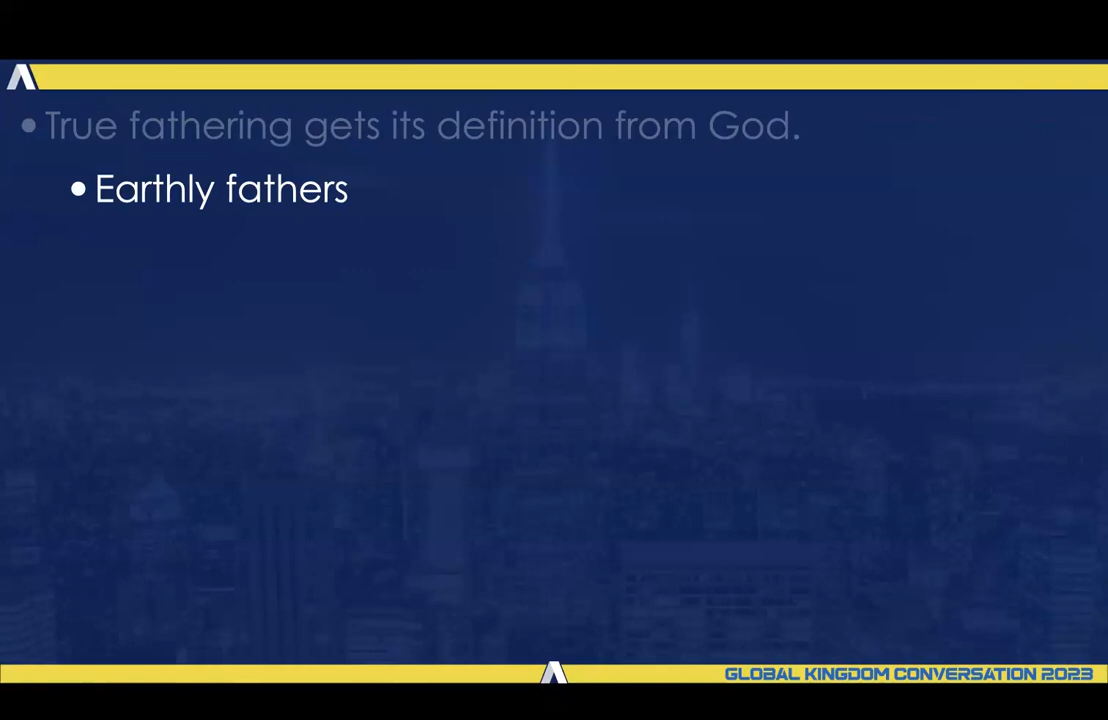 • True fathering gets its definition from God.
• Earthly fathers
GLOBAL KINGDOM CONVERSATION 2023